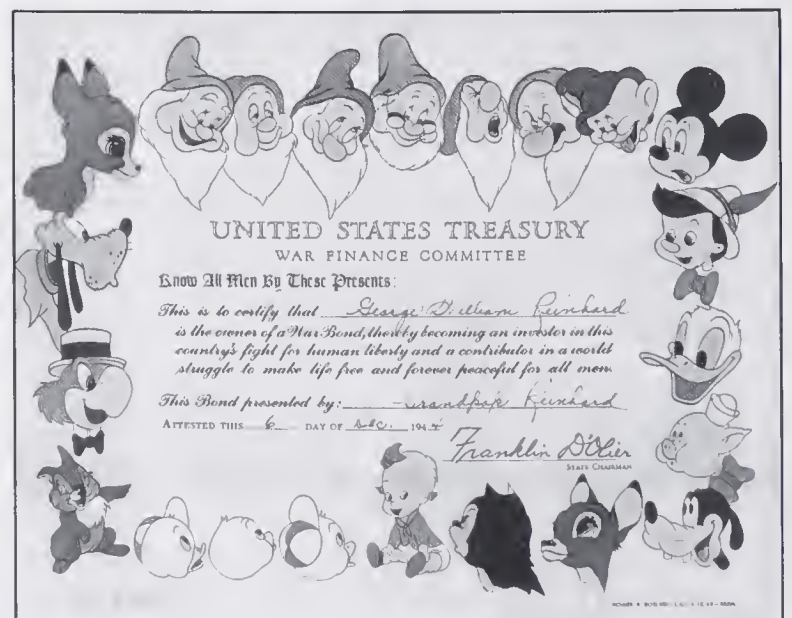 UNITED STATES TREASURY
WAR FINANCE COMMITTEE
Know All Men By These Presents:
This is to certify that George William Reinhard
is the owner of a War Bond, thereby becoming an investor in this
country's fight for human liberty and a contributor in a world
struggle to make life free and forever peaceful for all men.
This Bond presented by: Grandpap Reinhard
ATTESTED THIS 6 DAY OF Dec. 1944
Franklin D'Olier
STATE CHAIRMAN